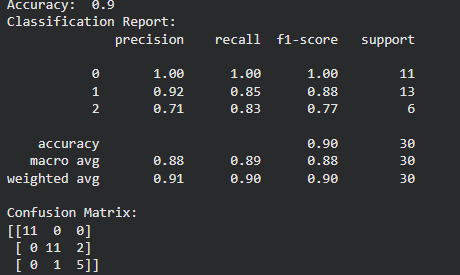 Accuracy:  0.9
Classification Report:
              precision    recall  f1-score   support

           0       1.00      1.00      1.00        11
           1       0.92      0.85      0.88        13
           2       0.71      0.83      0.77         6

    accuracy                           0.90        30
   macro avg       0.88      0.89      0.88        30
weighted avg       0.91      0.90      0.90        30

Confusion Matrix:
[[11  0  0]
 [ 0 11  2]
 [ 0  1  5]]